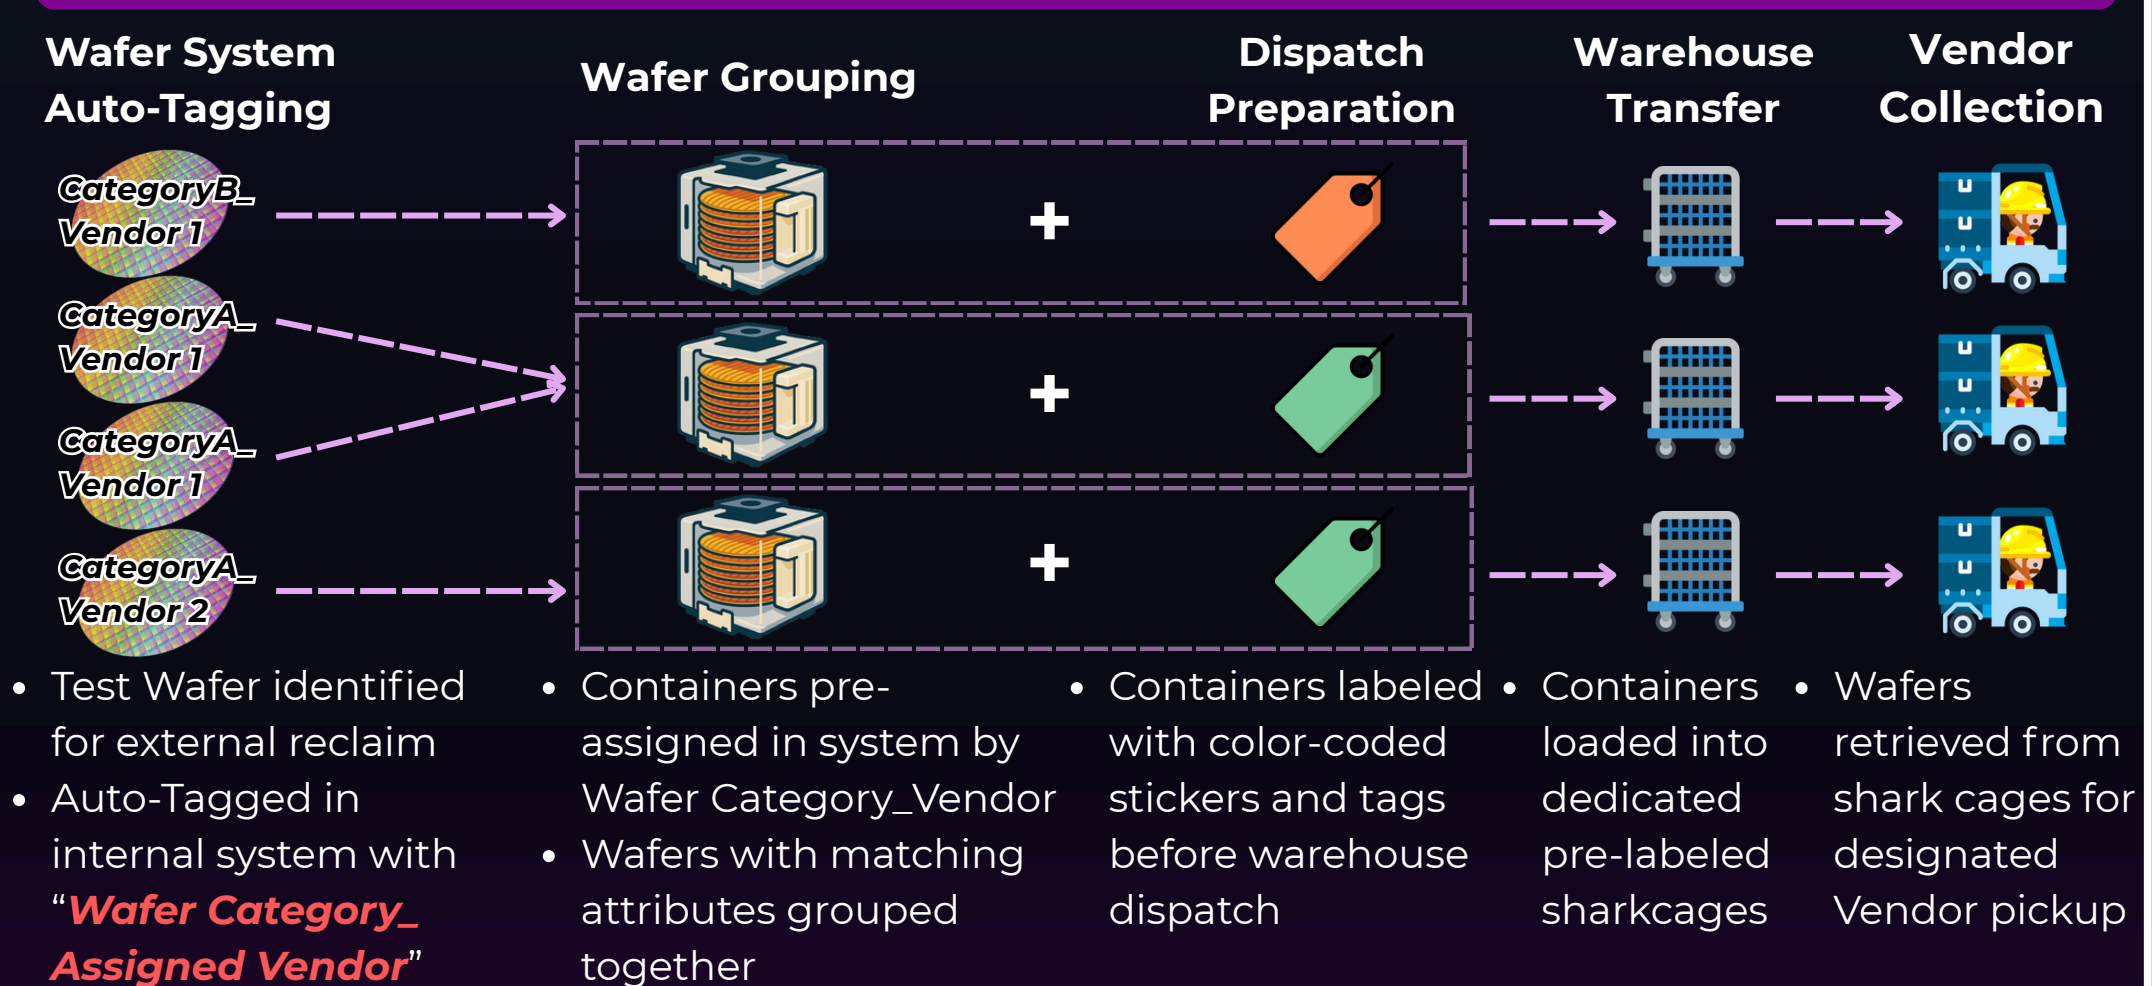 Wafer System
Auto-Tagging
Wafer Grouping
Dispatch
Preparation
Warehouse
Transfer
Vendor
Collection
CategoryB_
Vendor 1
CategoryA_
Vendor 1
CategoryA_
Vendor 1
CategoryA_
Vendor 2
+
+
+
• Test Wafer identified
for external reclaim
• Auto-Tagged in
internal system with
“Wafer Category_
Assigned Vendor”
• Containers pre-
assigned in system by
Wafer Category_Vendor
• Wafers with matching
attributes grouped
together
• Containers labeled
with color-coded
stickers and tags
before warehouse
dispatch
• Containers
loaded into
dedicated
pre-labeled
sharkcages
• Wafers
retrieved from
shark cages for
designated
Vendor pickup